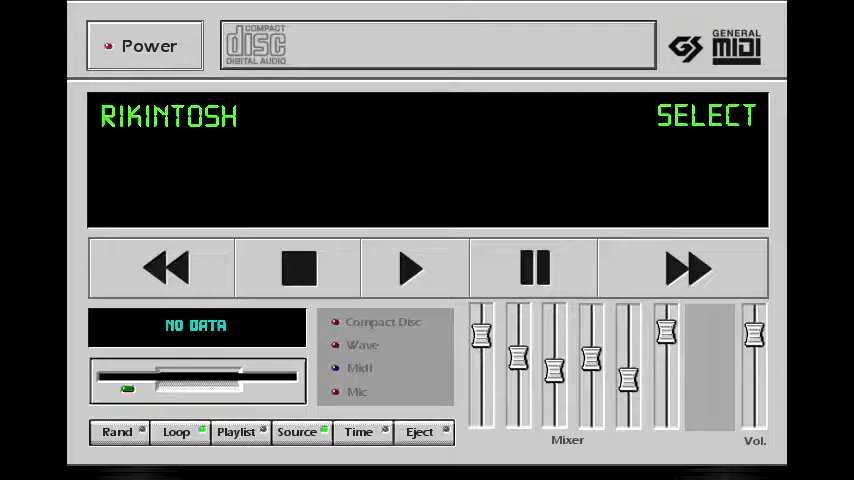 Power
COMPACT
disc
DIGITAL AUDIO
GS
GENERAL
MIDI
RIKINTOSH
SELECT
NO DATA
Compact Disc
Wave
Midi
Mic
Rand
Loop
Playlist
Source
Time
Eject
Mixer
Vol.